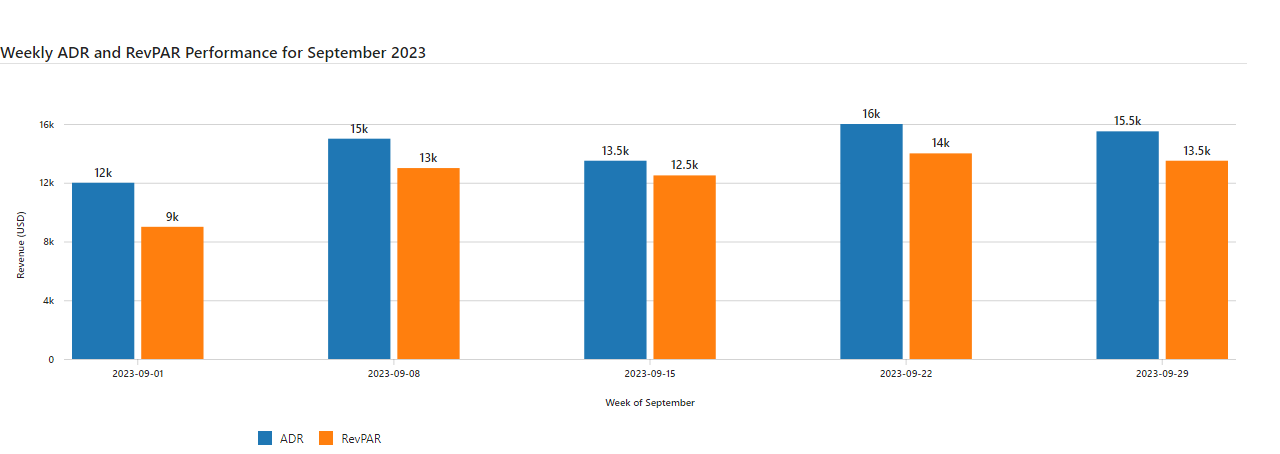 Weekly ADR and RevPAR Performance for September 2023
16k
12k
8k
4k
0
Revenue (USD)
12k
9k
15k
13k
13.5k
12.5k
16k
14k
15.5k
13.5k
2023-09-01
2023-09-08
2023-09-15
2023-09-22
2023-09-29
Week of September
ADR
RevPAR